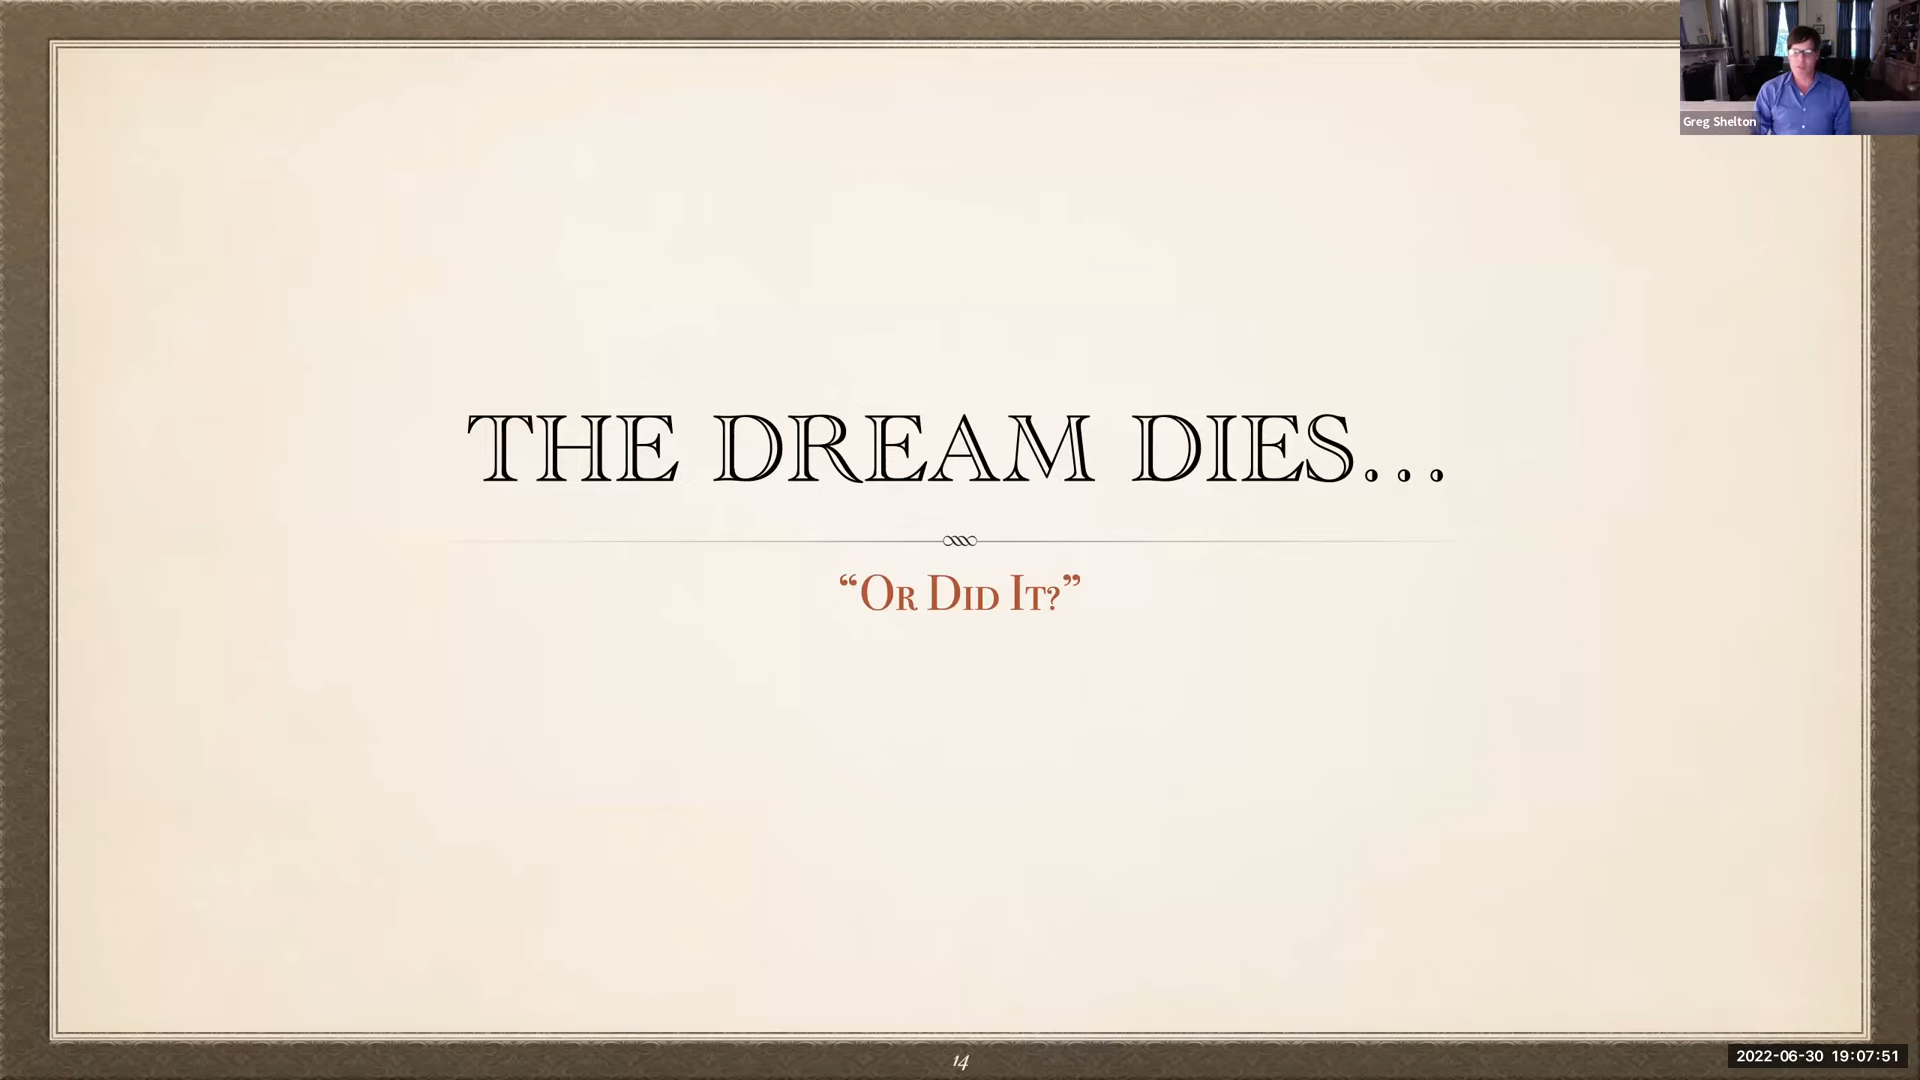 Greg Shelton
THE DREAM DIES...
“Or Did It?”
14
2022-06-30 19:07:51